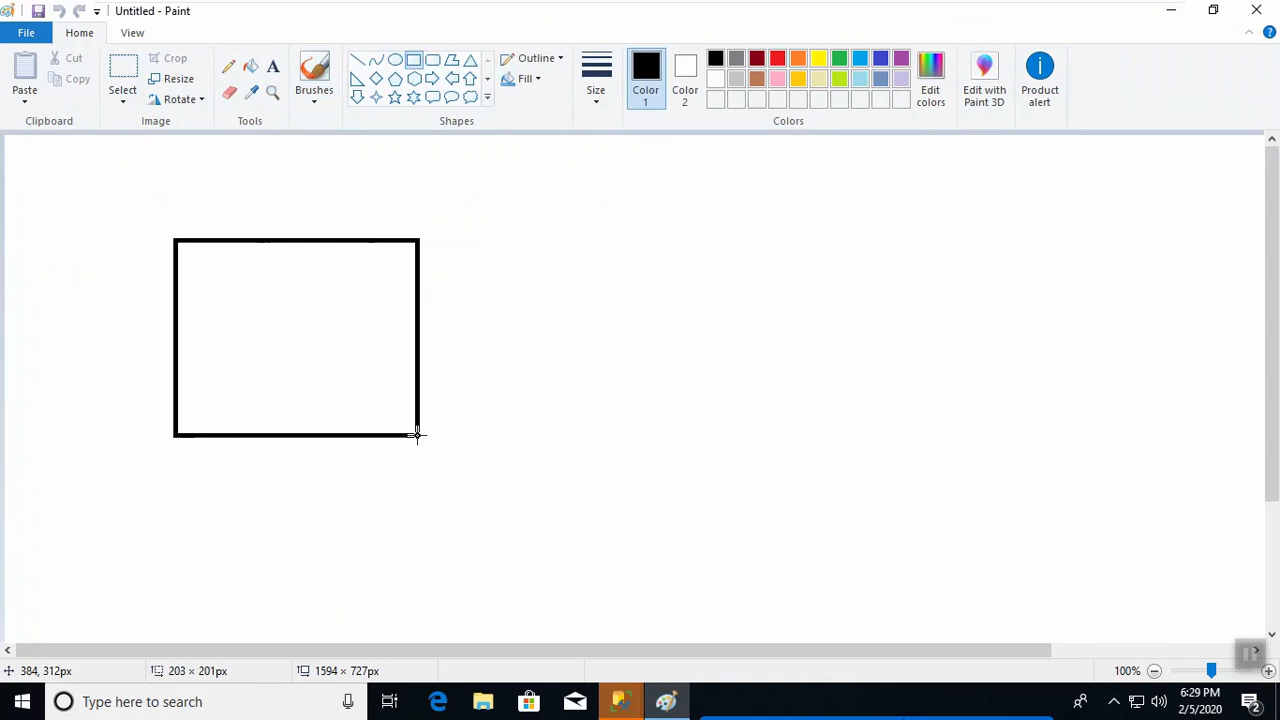 Untitled - Paint
File
Home
View
Paste
Cut
Copy
Clipboard
Select
Crop
Resize
Rotate
Image
A
Tools
Brushes
Shapes
Outline
Fill
Size
Color
1
Color
2
Colors
Edit
colors
Edit with
Paint 3D
Product
alert
384, 312px
203 × 201px
1594 × 727px
100%
Type here to search
6:29 PM
2/5/2020
2